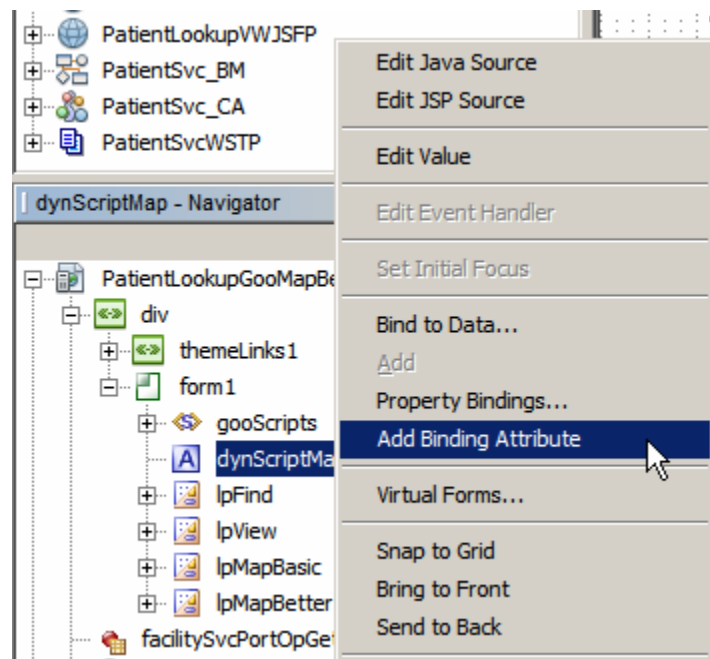 PatientLookupVWJSFP
PatientSvc_BM
PatientSvc_CA
PatientSvcWSTP
dynScriptMap - Navigator
PatientLookupGooMapBe
div
themeLinks1
form1
gooScripts
A dynScriptMa
lpFind
lpView
lpMapBasic
lpMapBetter
facilitySvcPortOpGe
Edit Java Source
Edit JSP Source
Edit Value
Edit Event Handler
Set Initial Focus
Bind to Data...
Add
Property Bindings...
Add Binding Attribute
Virtual Forms...
Snap to Grid
Bring to Front
Send to Back